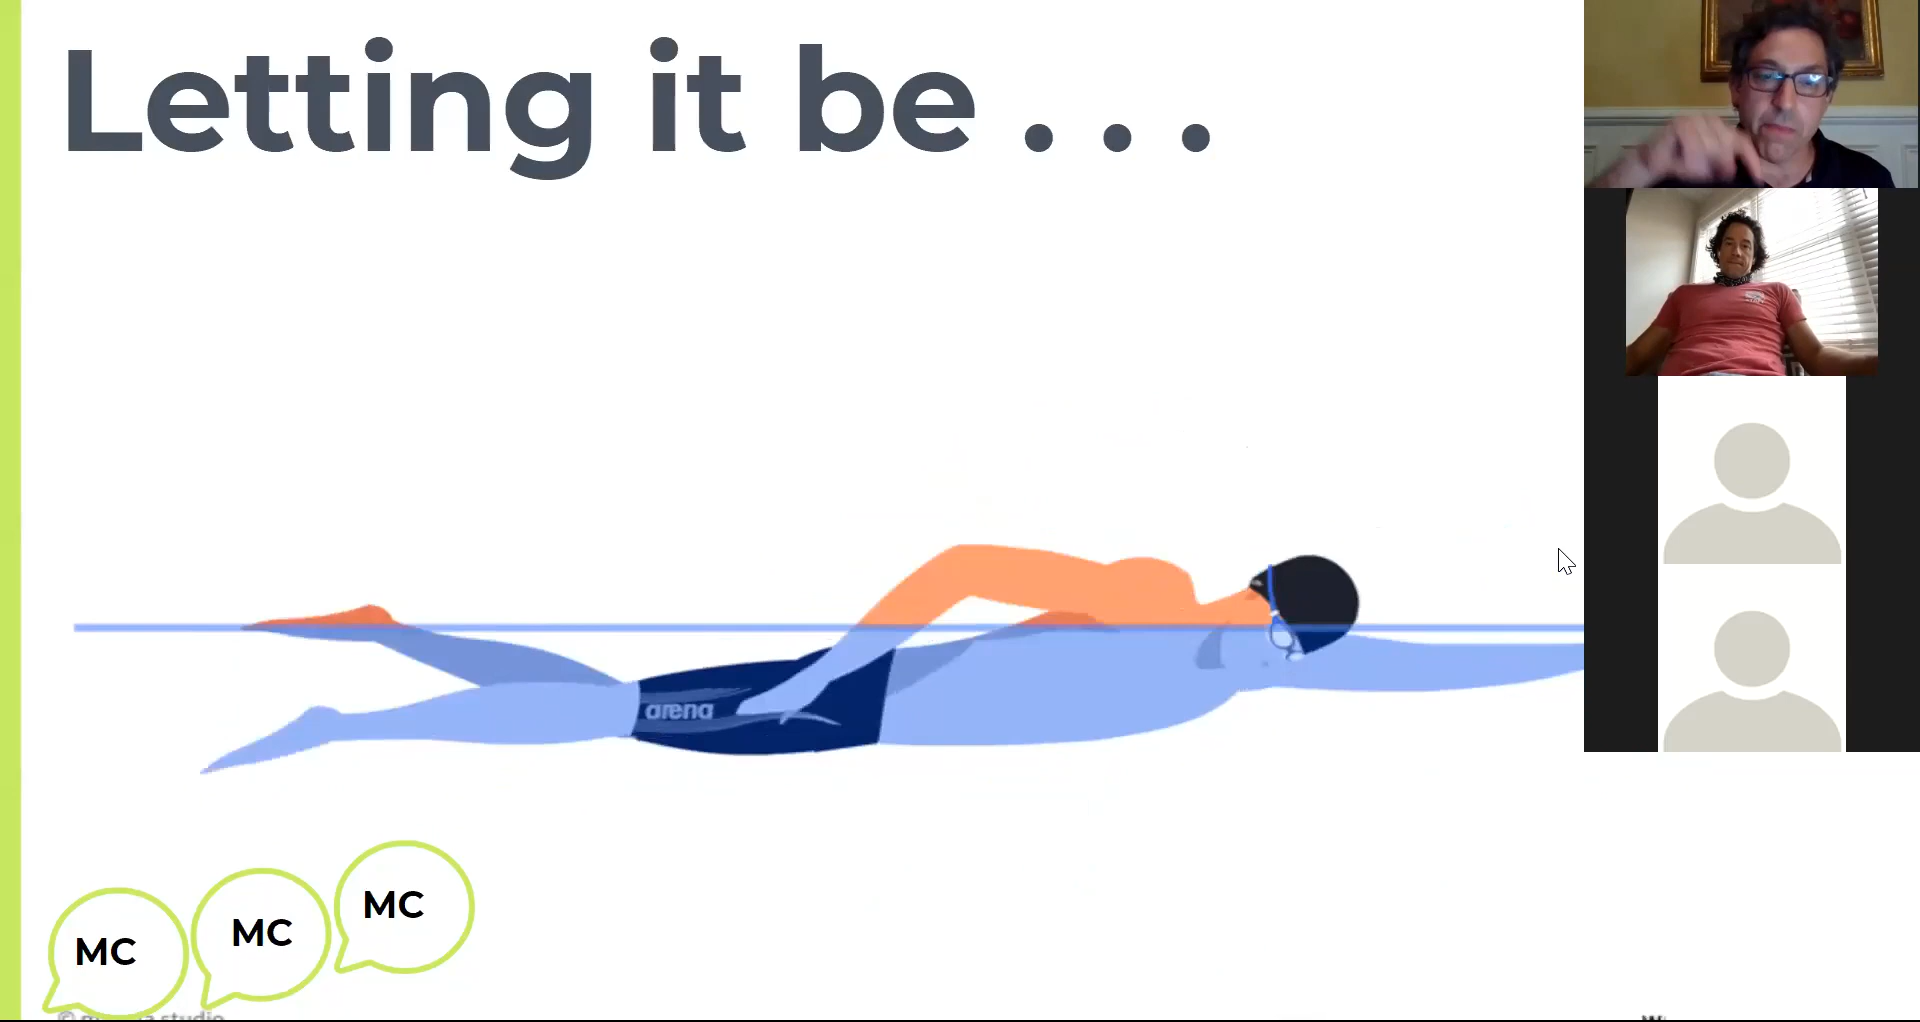 Letting it be . . .
arena
MC
MC
MC